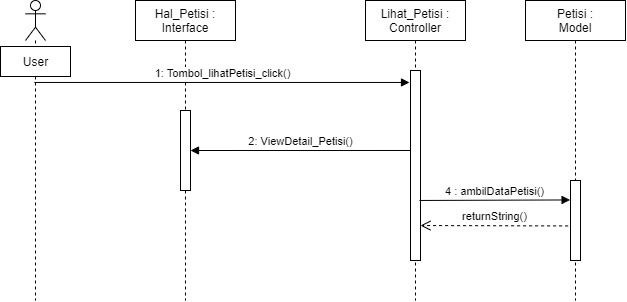 Hal_Petisi :
Interface
Lihat_Petisi :
Controller
Petisi :
Model
User
1: Tombol_lihatPetisi_click()
2: ViewDetail_Petisi()
4 : ambilDataPetisi()
returnString()